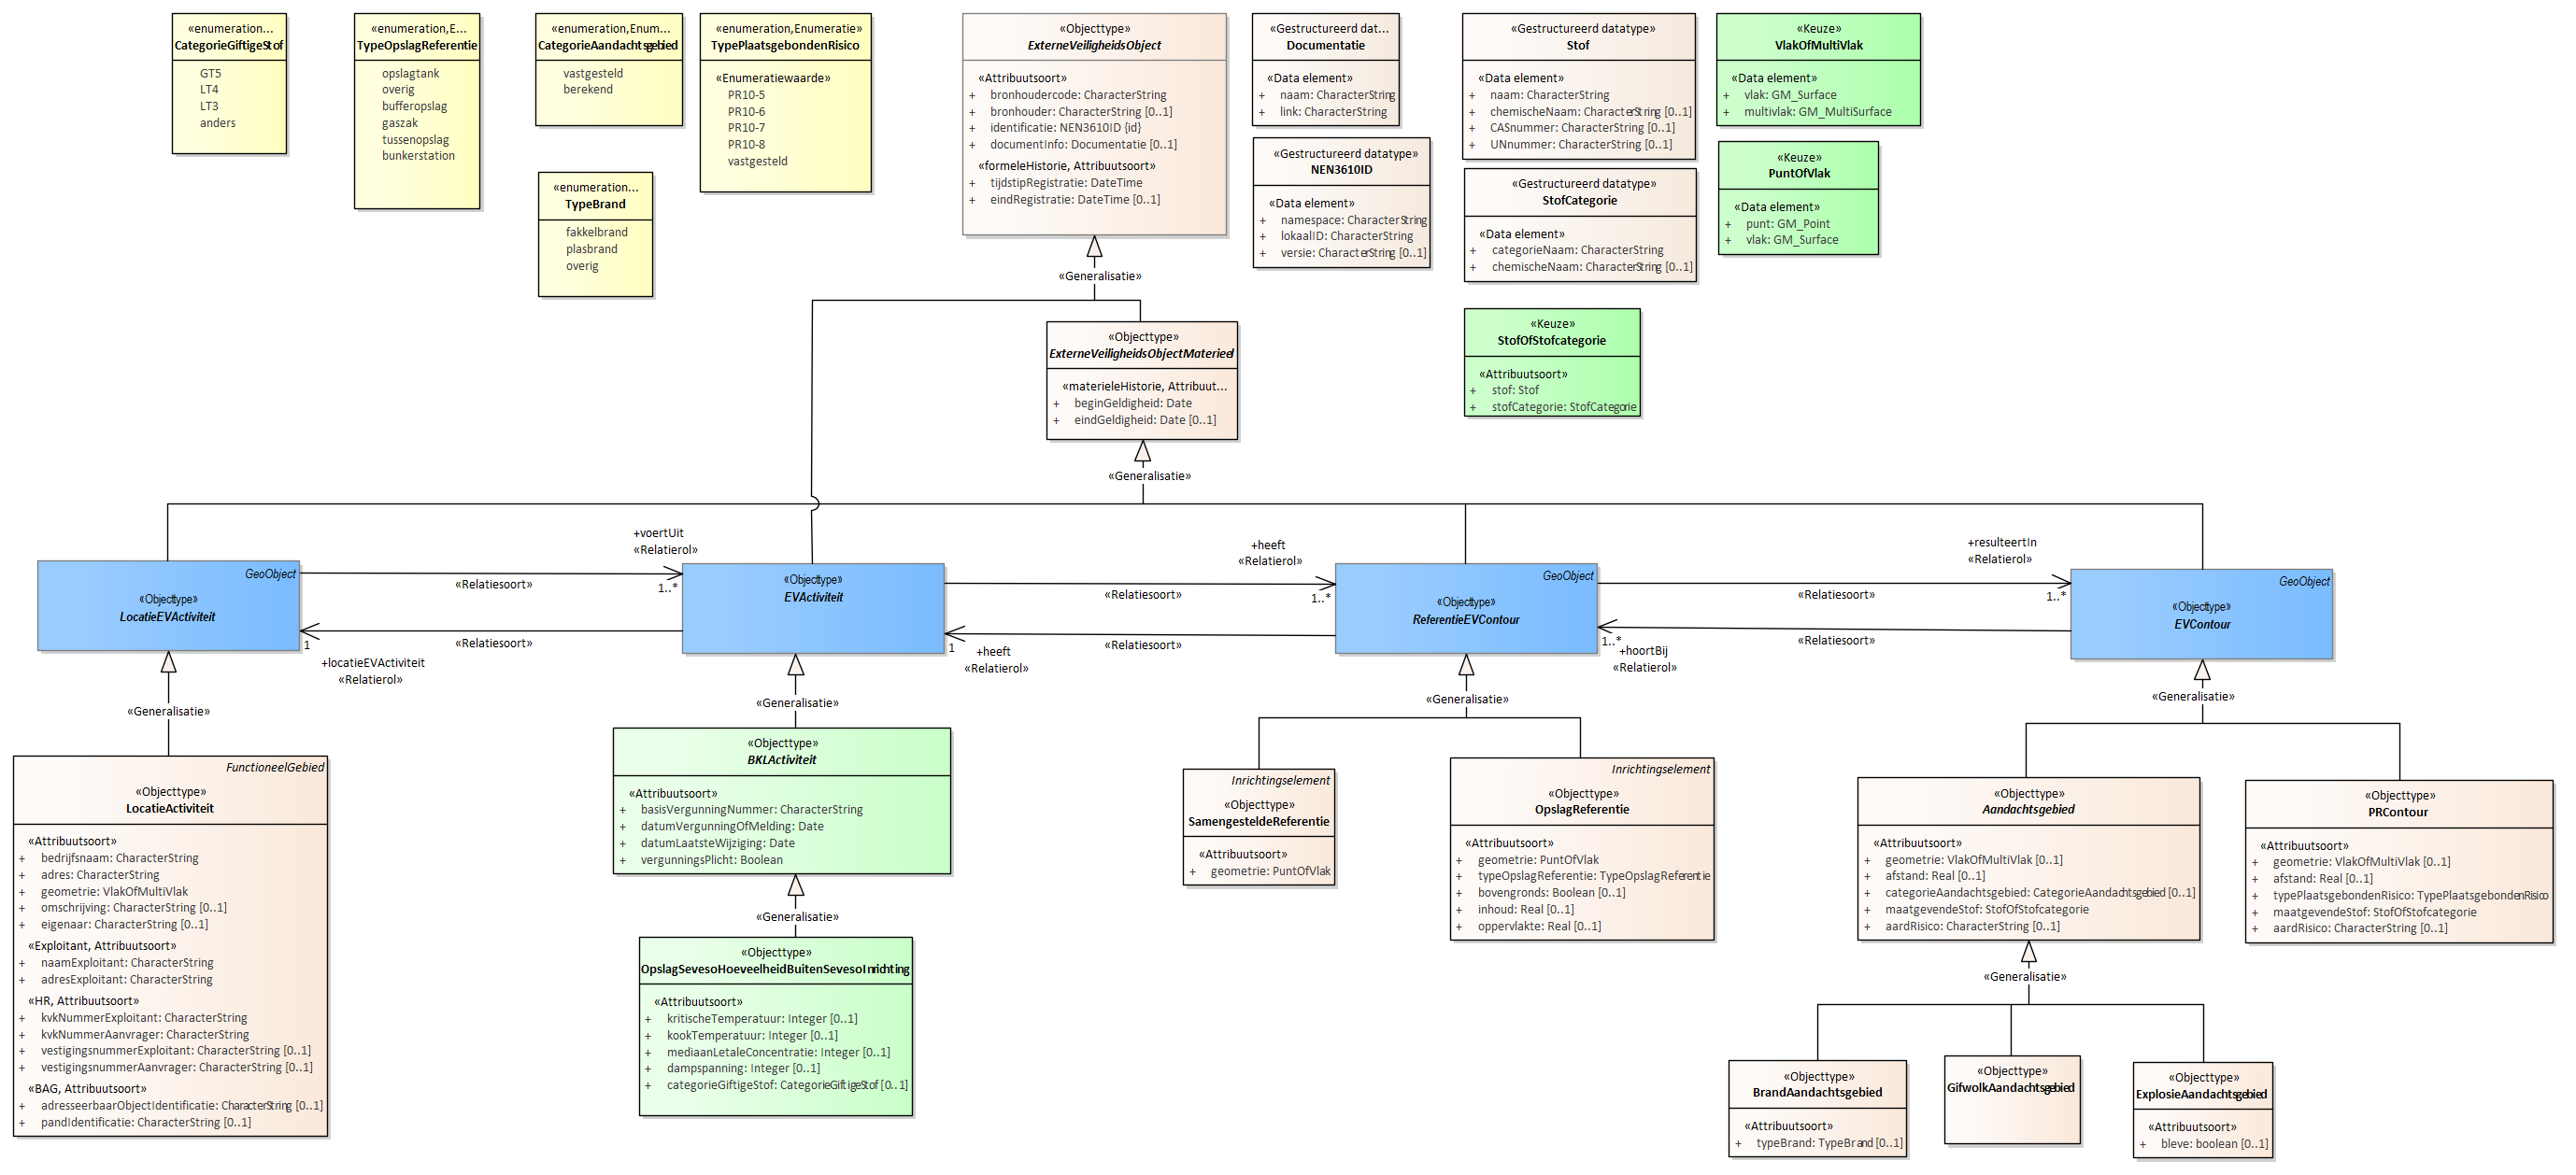 «enumeration...
CategorieGiftigeStof
GT5
LT4
LT3
anders
«enumeration,E...
TypeOpslagReferentie
opslagtank
overig
bufferopslag
gaszak
tussenopslag
bunkerstation
«enumeration,Enum...
CategorieAandachtsgebied
vastgesteld
berekend
«enumeration...
TypeBrand
fakkelbrand
plasbrand
overig
«enumeration,Enumeratie»
TypePlaatsgebondenRisico
«Enumeratiewaarde»
PR10-5
PR10-6
PR10-7
PR10-8
vastgesteld
«Objecttype»
ExterneVeiligheidsObject
«Attribuutsoort»
+ bronhoudercode: CharacterString
+ bronhouder: CharacterString [0..1]
+ identificatie: NEN3610ID {id}
+ documentInfo: Documentatie [0..1]
«formeleHistorie, Attribuutsoort»
+ tijdstipRegistratie: DateTime
+ eindRegistratie: DateTime [0..1]
«Gestructureerd dat...
Documentatie
«Data element»
+ naam: CharacterString
+ link: CharacterString
«Gestructureerd datatype»
NEN3610ID
«Data element»
+ namespace: CharacterString
+ lokaalID: CharacterString
+ versie: CharacterString [0..1]
«Gestructureerd datatype»
Stof
«Data element»
+ naam: CharacterString
+ chemischeNaam: CharacterString [0..1]
+ CASnummer: CharacterString [0..1]
+ UNnummer: CharacterString [0..1]
«Gestructureerd datatype»
StofCategorie
«Data element»
+ categorieNaam: CharacterString
+ chemischeNaam: CharacterString [0..1]
«Keuze»
StofOfStofcategorie
«Attribuutsoort»
+ stof: Stof
+ stofCategorie: StofCategorie
«Keuze»
VlakOfMultiVlak
«Data element»
+ vlak: GM_Surface
+ multivlak: GM_MultiSurface
«Keuze»
PuntOfVlak
«Data element»
+ punt: GM_Point
+ vlak: GM_Surface
«Generalisatie»
«Objecttype»
ExterneVeiligheidsObjectMaterieel
«materieleHistorie, Attribuut...
+ beginGeldigheid: Date
+ eindGeldigheid: Date [0..1]
«Generalisatie»
GeoObject
«Objecttype»
LocatieEVActiviteit
+voertUit
«Relatierol»
1..*
«Relatiesoort»
«Relatiesoort»
1
+locatieEVActiviteit
«Relatierol»
«Objecttype»
EVActiviteit
+heeft
«Relatierol»
1..*
«Relatiesoort»
«Relatiesoort»
1
+heeft
«Relatierol»
GeoObject
«Objecttype»
ReferentieEVContour
+resulteertIn
«Relatierol»
1..*
«Relatiesoort»
«Relatiesoort»
1..*
+hoortBij
«Relatierol»
GeoObject
«Objecttype»
EVContour
«Generalisatie»
FunctioneelGebied
«Objecttype»
LocatieActiviteit
«Attribuutsoort»
+ bedrijfsnaam: CharacterString
+ adres: CharacterString
+ geometrie: VlakOfMultiVlak
+ omschrijving: CharacterString [0..1]
+ eigenaar: CharacterString [0..1]
«Exploitant, Attribuutsoort»
+ naamExploitant: CharacterString
+ adresExploitant: CharacterString
«HR, Attribuutsoort»
+ kvkNummerExploitant: CharacterString
+ kvkNummerAanvrager: CharacterString
+ vestigingsnummerExploitant: CharacterString [0..1]
+ vestigingsnummerAanvrager: CharacterString [0..1]
«BAG, Attribuutsoort»
+ adresseerbaarObjectIdentificatie: CharacterString [0..1]
+ pandIdentificatie: CharacterString [0..1]
«Generalisatie»
«Objecttype»
BKLActiviteit
«Attribuutsoort»
+ basisVergunningNummer: CharacterString
+ datumVergunningOfMelding: Date
+ datumLaatsteWijziging: Date
+ vergunningsPlicht: Boolean
«Generalisatie»
«Objecttype»
OpslagSevesoHoeveelheidBuitenSevesoInrichting
«Attribuutsoort»
+ kritischeTemperatuur: Integer [0..1]
+ kookTemperatuur: Integer [0..1]
+ mediaanLetaleConcentratie: Integer [0..1]
+ dampspanning: Integer [0..1]
+ categorieGiftigeStof: CategorieGiftigeStof [0..1]
«Generalisatie»
Inrichtingselement
«Objecttype»
SamengesteldeReferentie
«Attribuutsoort»
+ geometrie: PuntOfVlak
Inrichtingselement
«Objecttype»
OpslagReferentie
«Attribuutsoort»
+ geometrie: PuntOfVlak
+ typeOpslagReferentie: TypeOpslagReferentie
+ bovengronds: Boolean [0..1]
+ inhoud: Real [0..1]
+ oppervlakte: Real [0..1]
«Generalisatie»
«Objecttype»
Aandachtsgebied
«Attribuutsoort»
+ geometrie: VlakOfMultiVlak [0..1]
+ afstand: Real [0..1]
+ categorieAandachtsgebied: CategorieAandachtsgebied [0..1]
+ maatgevendeStof: StofOfStofcategorie
+ aardRisico: CharacterString [0..1]
«Objecttype»
PRContour
«Attribuutsoort»
+ geometrie: VlakOfMultiVlak [0..1]
+ afstand: Real [0..1]
+ typePlaatsgebondenRisico: TypePlaatsgebondenRisico
+ maatgevendeStof: StofOfStofcategorie
+ aardRisico: CharacterString [0..1]
«Generalisatie»
«Objecttype»
BrandAandachtsgebied
«Attribuutsoort»
+ typeBrand: TypeBrand [0..1]
«Objecttype»
GifwolkAandachtsgebied
«Objecttype»
ExplosieAandachtsgebied
«Attribuutsoort»
+ bleve: boolean [0..1]